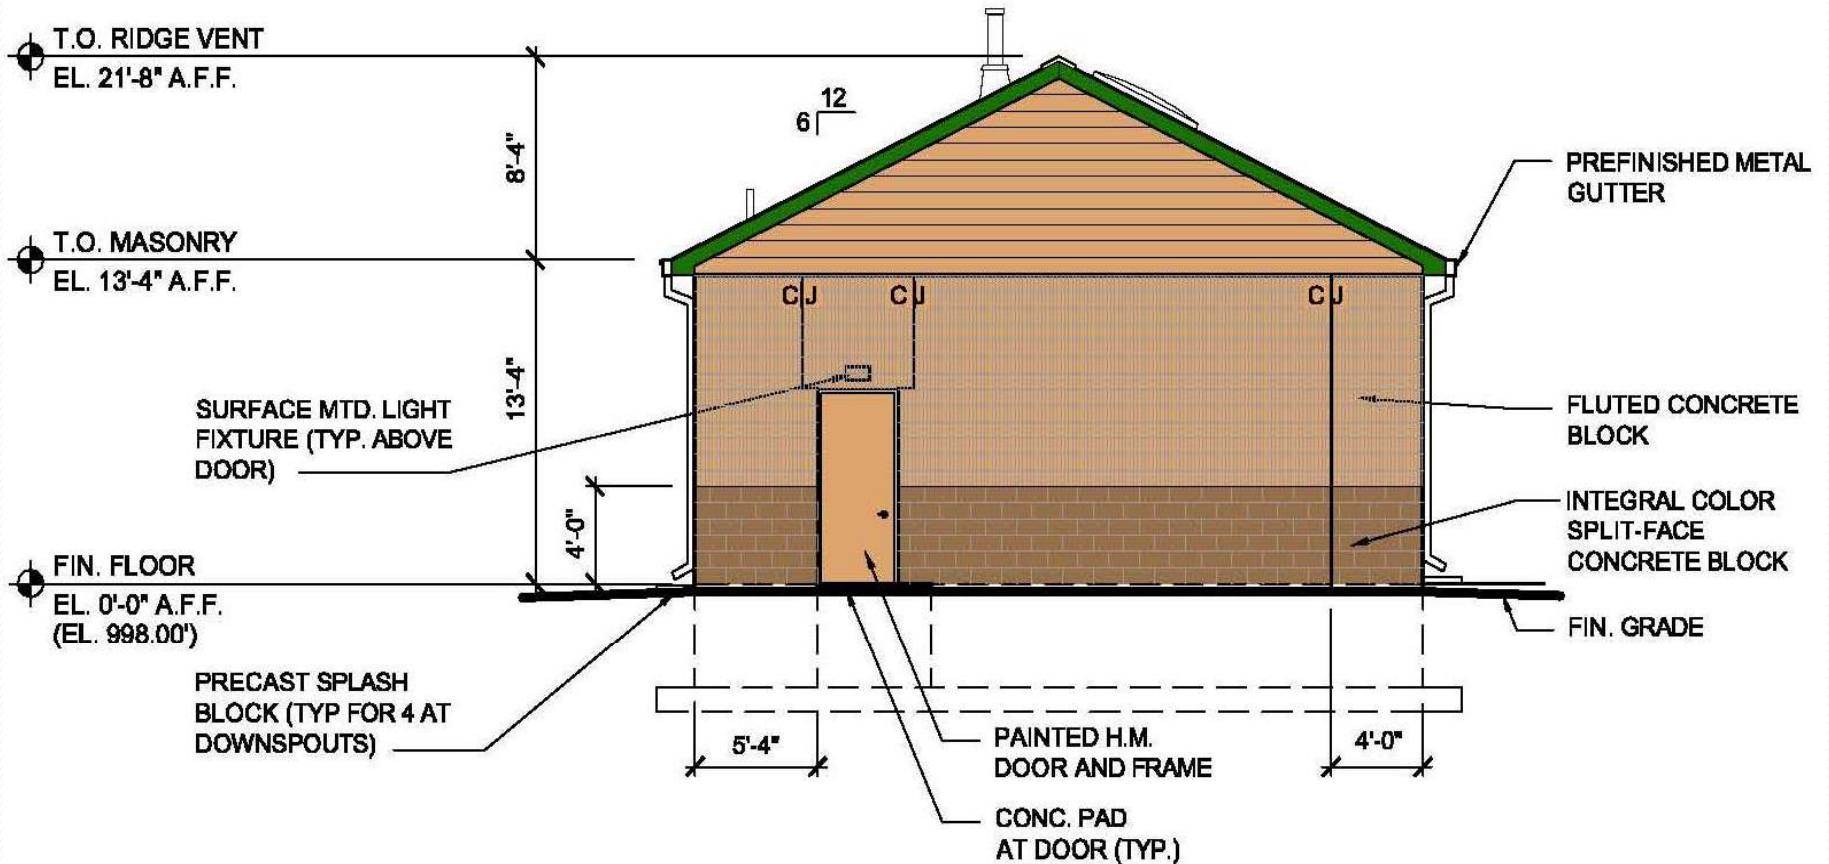 T.O. RIDGE VENT
EL. 21'-8" A.F.F.
12
6
8'-4"
PREFINISHED METAL
GUTTER
T.O. MASONRY
EL. 13'-4" A.F.F.
CJ
CJ
CJ
13'-4"
SURFACE MTD. LIGHT
FIXTURE (TYP. ABOVE
DOOR)
FLUTED CONCRETE
BLOCK
4'-0"
INTEGRAL COLOR
SPLIT-FACE
CONCRETE BLOCK
FIN. FLOOR
EL. 0'-0" A.F.F.
(EL. 998.00')
FIN. GRADE
PRECAST SPLASH
BLOCK (TYP FOR 4 AT
DOWNSPOUTS)
5'-4"
PAINTED H.M.
DOOR AND FRAME
4'-0"
CONC. PAD
AT DOOR (TYP.)